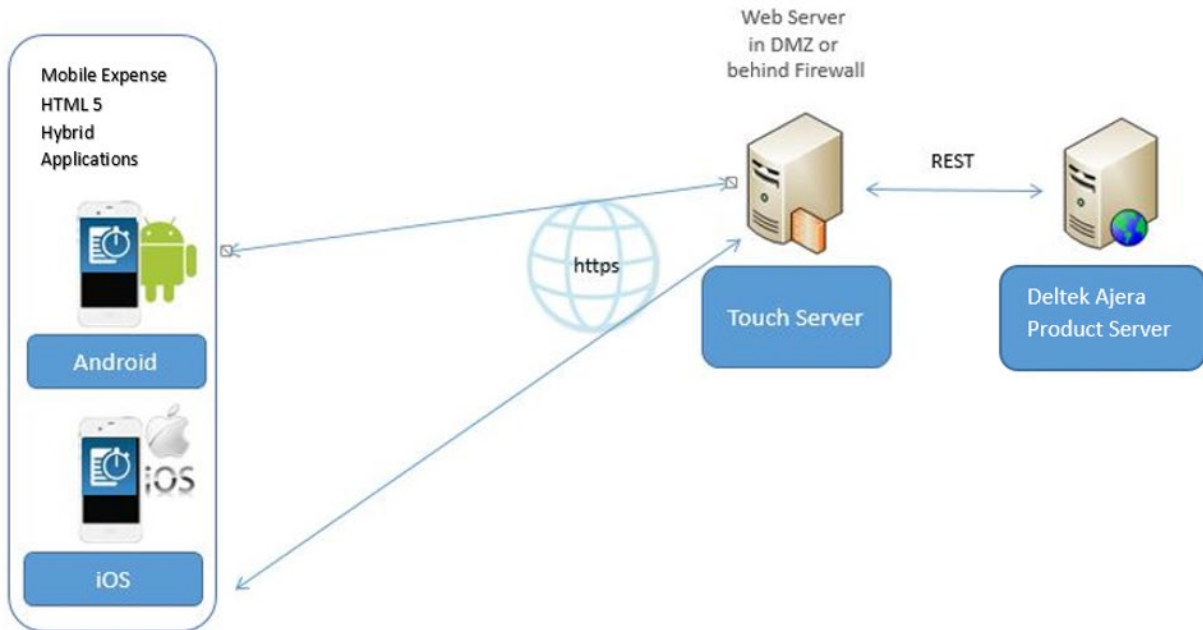 Mobile Expense
HTML 5
Hybrid
Applications
Android
iOS
iOS
https
Web Server
in DMZ or
behind Firewall
Touch Server
REST
Deltek Ajera
Product Server